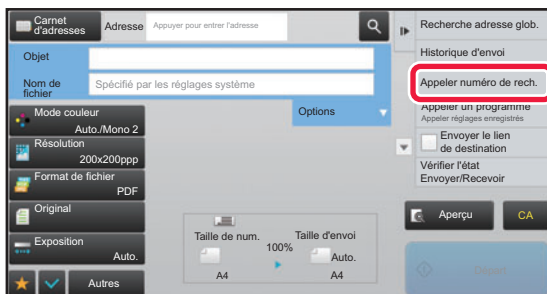 Carnet
d'adresses
Adresse
Appuyer pour entrer l'adresse
Objet
Nom de
fichier
Spécifié par les réglages système
Mode couleur
Auto./Mono 2
Résolution
200x200ppp
Format de fichier
PDF
Original
Exposition
Auto.
Autres
Options
Taille de num.
100%
Taille d'envoi
Auto.
A4
A4
Recherche adresse glob.
Historique d'envoi
Appeler numéro de rech.
Appeler un programme
Appeler réglages enregistrés
Envoyer le lien
de destination
Vérifier l'état
Envoyer/Recevoir
Aperçu
CA
Départ